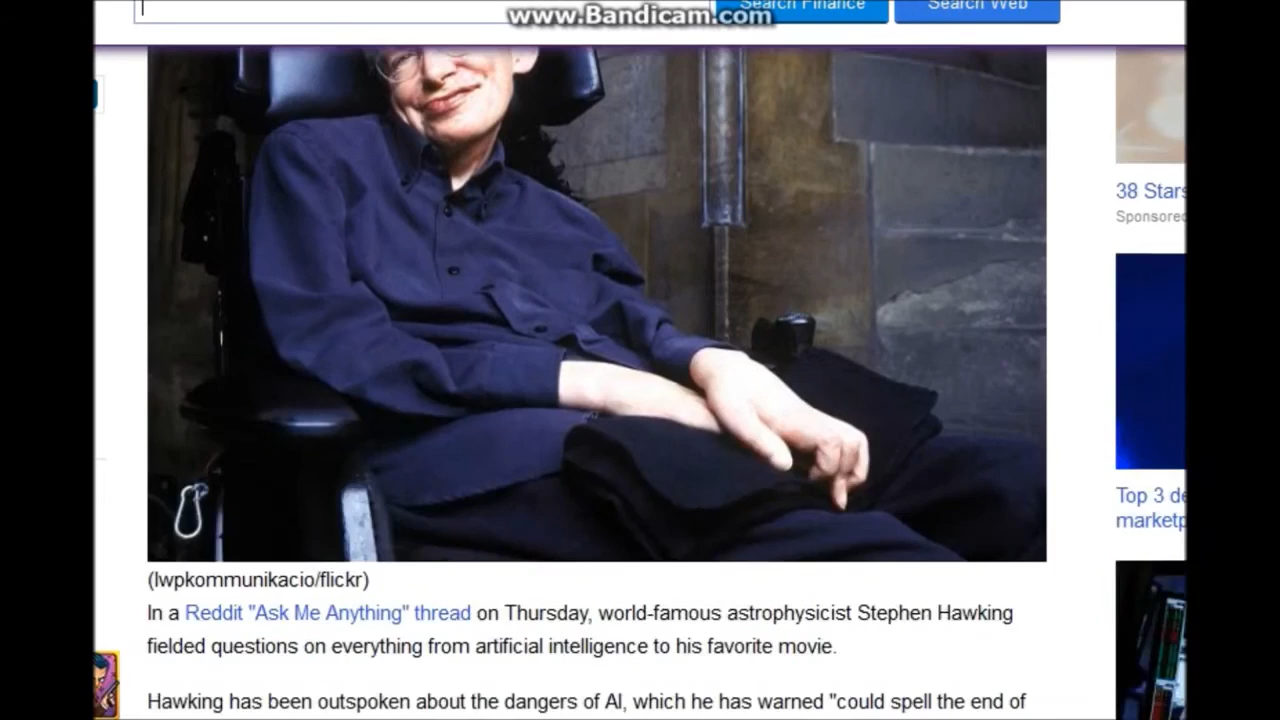 www.Bandicam.com
Search Finance
Search Web
38 Stars
Sponsored
Top 3 de
marketp
(lwpkommunikacio/flickr)
In a Reddit "Ask Me Anything" thread on Thursday, world-famous astrophysicist Stephen Hawking
fielded questions on everything from artificial intelligence to his favorite movie.
Hawking has been outspoken about the dangers of AI, which he has warned "could spell the end of